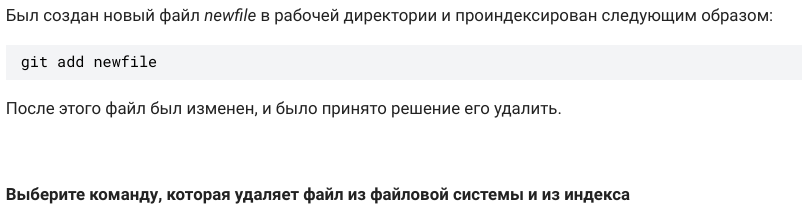 Был создан новый файл newfile в рабочей директории и проиндексирован следующим образом:
git add newfile
После этого файл был изменен, и было принято решение его удалить.
Выберите команду, которая удаляет файл из файловой системы и из индекса